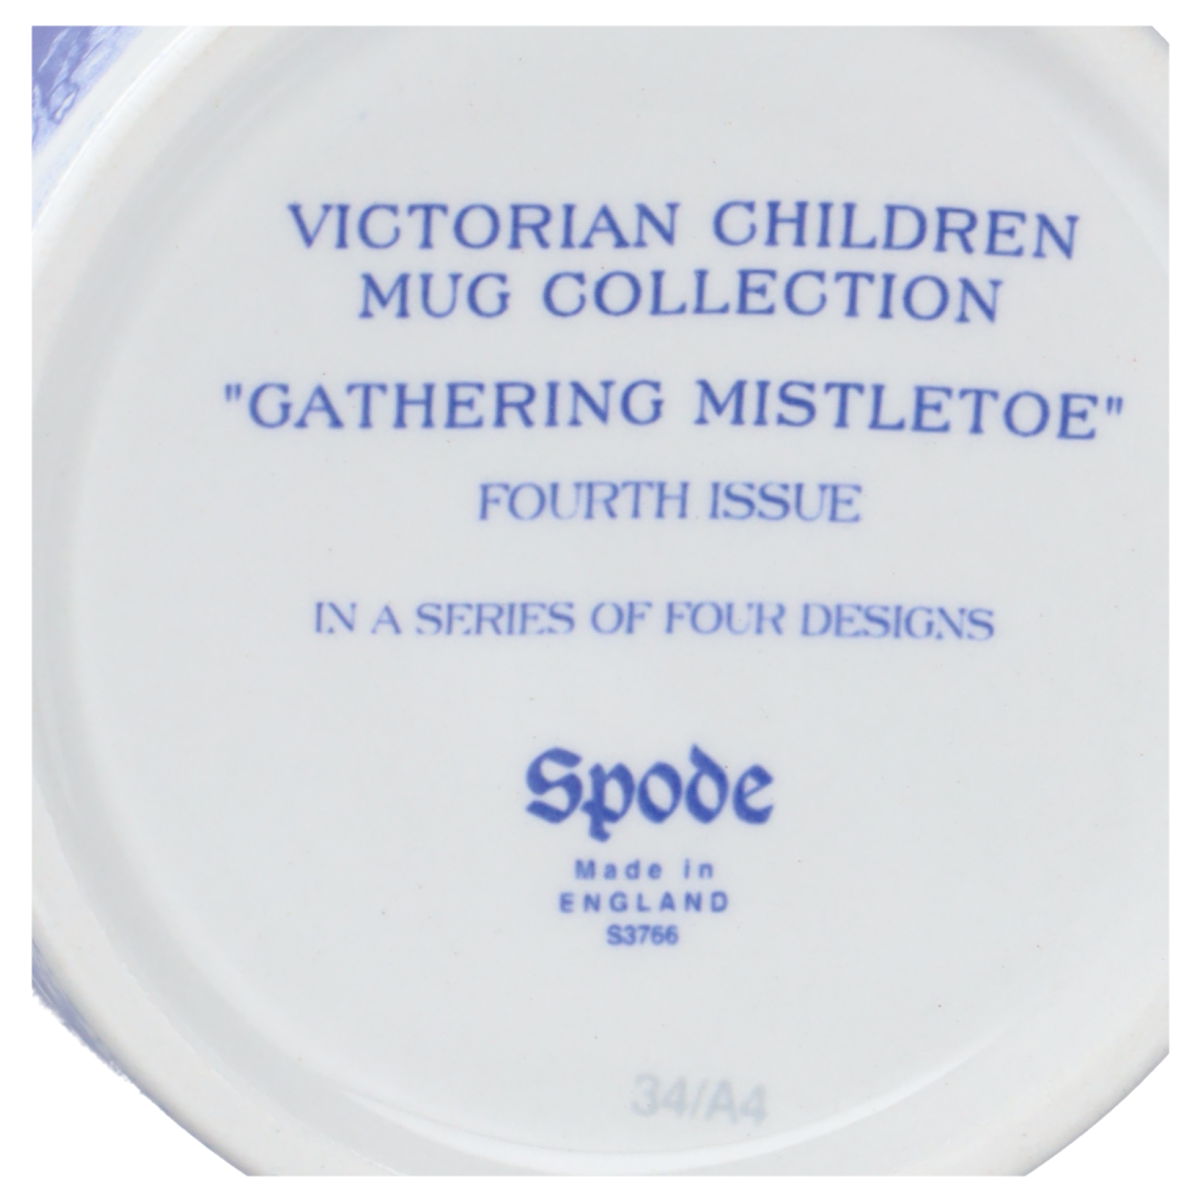 VICTORIAN CHILDREN
MUG COLLECTION
"GATHERING MISTLETOE"
FOURTH ISSUE
IN A SERIES OF FOUR DESIGNS
Spode
Made in
ENGLAND
S3766
34/A4